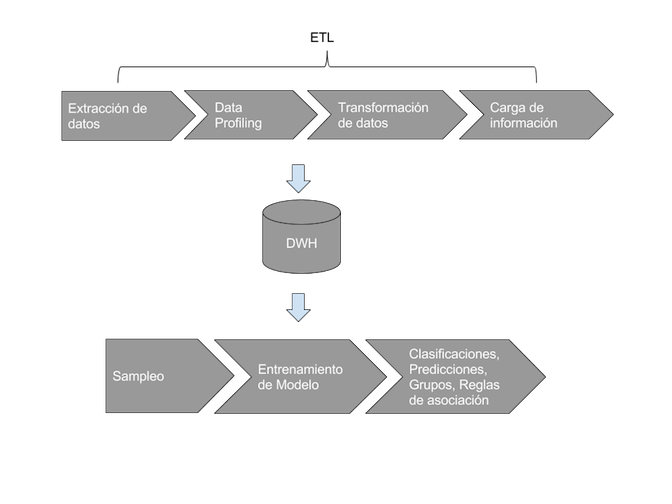 ETL
Extracción de
datos
Data
Profiling
Transformación
de datos
Carga de
información
DWH
Sampleo
Entrenamiento
de Modelo
Clasificaciones,
Predicciones,
Grupos, Reglas
de asociación